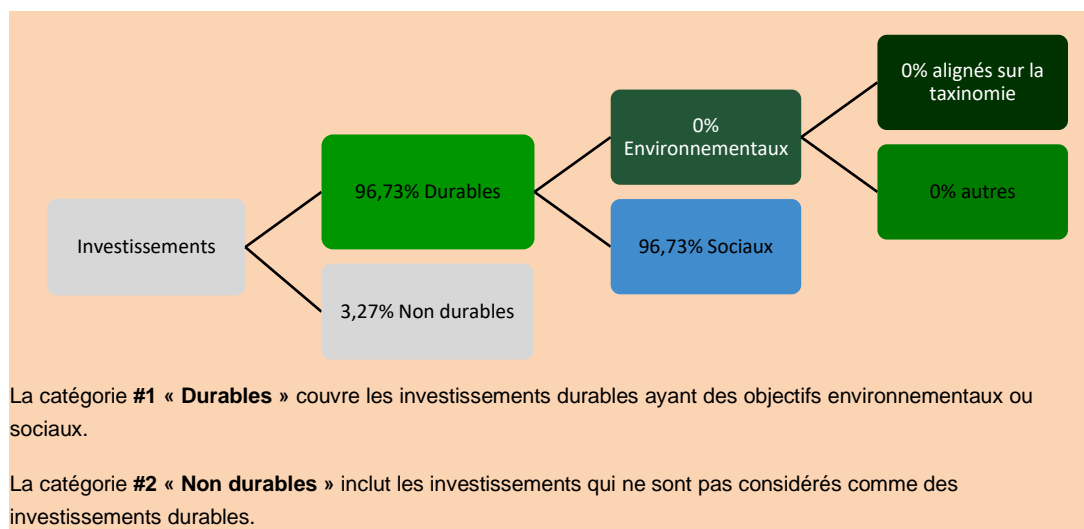 Investissements
96,73% Durables
3,27% Non durables
0%
Environnementaux
96,73% Sociaux
0% alignés sur la
taxinomie
0% autres
La catégorie #1 « Durables » couvre les investissements durables ayant des objectifs environnementaux ou
sociaux.
La catégorie #2 « Non durables » inclut les investissements qui ne sont pas considérés comme des
investissements durables.